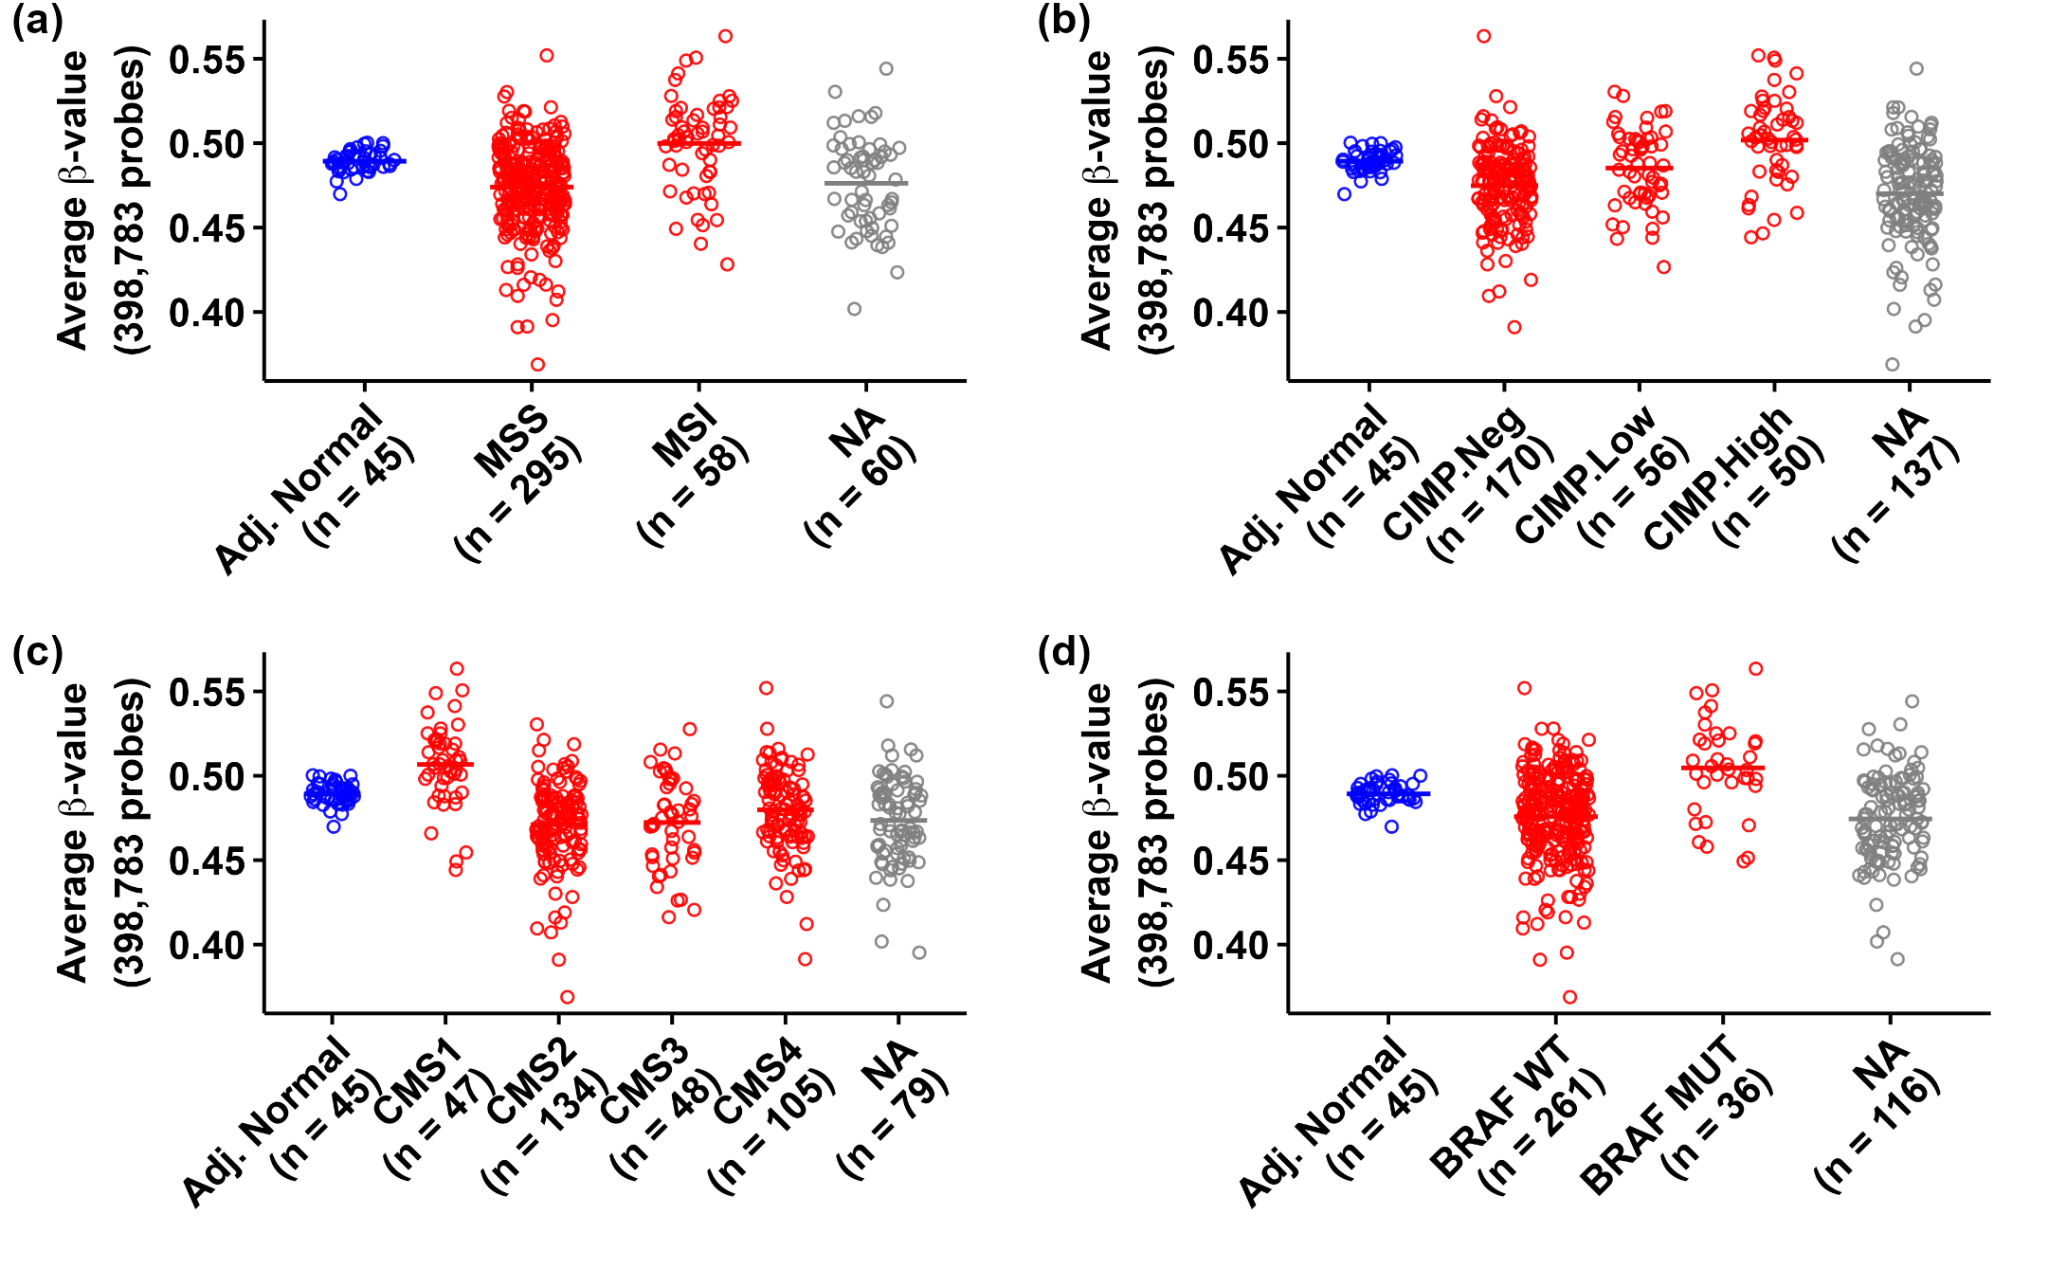 (a)
Average β-value
(398,783 probes)
0.55
0.50
0.45
0.40
Adj. Normal
(n = 45)
MSS
(n = 295)
MSI
(n = 58)
NA
(n = 60)
(b)
Average β-value
(398,783 probes)
0.55
0.50
0.45
0.40
Adj. Normal
(n = 45)
CIMP.Neg
(n = 170)
CIMP.Low
(n = 56)
CIMP.High
(n = 50)
NA
(n = 137)
(c)
Average β-value
(398,783 probes)
0.55
0.50
0.45
0.40
Adj. Normal
(n = 45)
CMS1
(n = 47)
CMS2
(n = 134)
CMS3
(n = 48)
CMS4
(n = 105)
NA
(n = 79)
(d)
Average β-value
(398,783 probes)
0.55
0.50
0.45
0.40
Adj. Normal
(n = 45)
BRAF WT
(n = 261)
BRAF MUT
(n = 36)
NA
(n = 116)